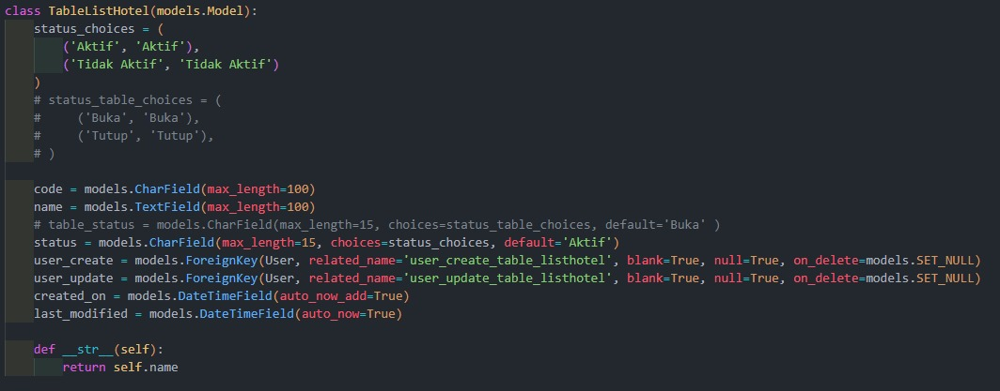 class TableListHotel(models.Model):
    status_choices = (
        ('Aktif', 'Aktif'),
        ('Tidak Aktif', 'Tidak Aktif')
    )
    # status_table_choices = (
    #     ('Buka', 'Buka'),
    #     ('Tutup', 'Tutup'),
    # )

    code = models.CharField(max_length=100)
    name = models.TextField(max_length=100)
    # table_status = models.CharField(max_length=15, choices=status_table_choices, default='Buka' )
    status = models.CharField(max_length=15, choices=status_choices, default='Aktif')
    user_create = models.ForeignKey(User, related_name='user_create_table_listhotel', blank=True, null=True, on_delete=models.SET_NULL)
    user_update = models.ForeignKey(User, related_name='user_update_table_listhotel', blank=True, null=True, on_delete=models.SET_NULL)
    created_on = models.DateTimeField(auto_now_add=True)
    last_modified = models.DateTimeField(auto_now=True)

    def __str__(self):
        return self.name